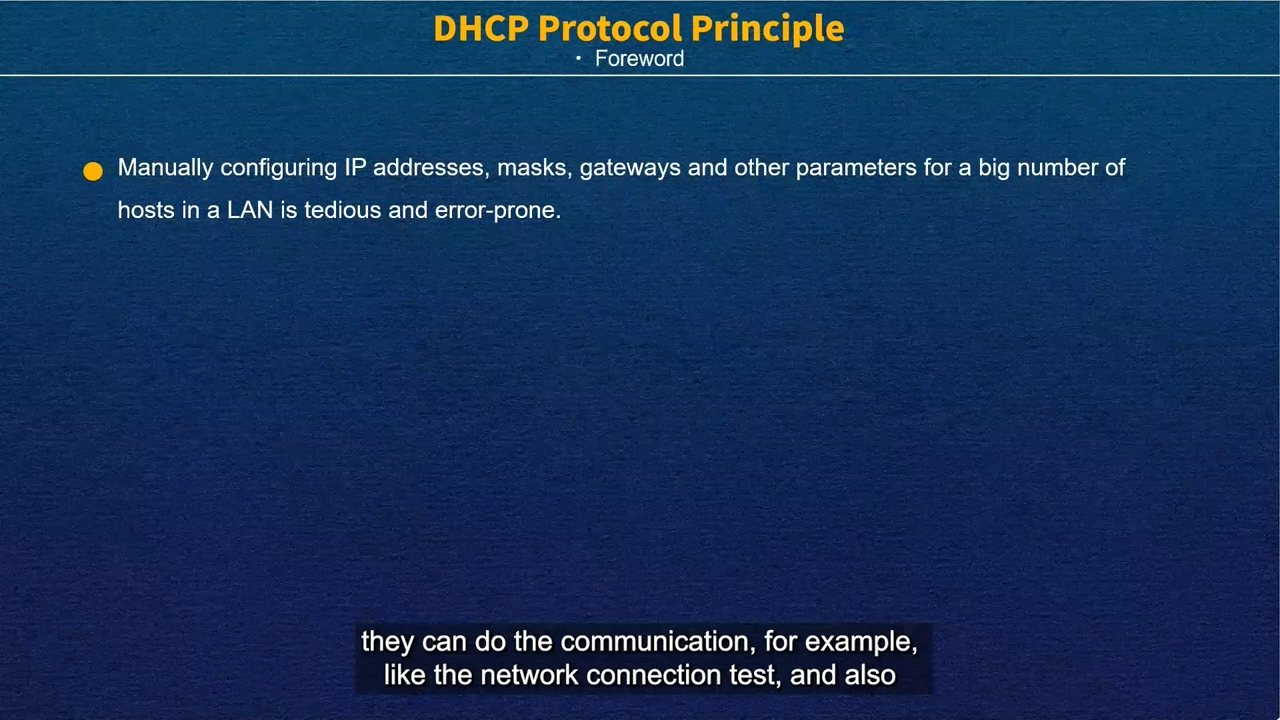 DHCP Protocol Principle
• Foreword
Manually configuring IP addresses, masks, gateways and other parameters for a big number of
hosts in a LAN is tedious and error-prone.
they can do the communication, for example,
like the network connection test, and also